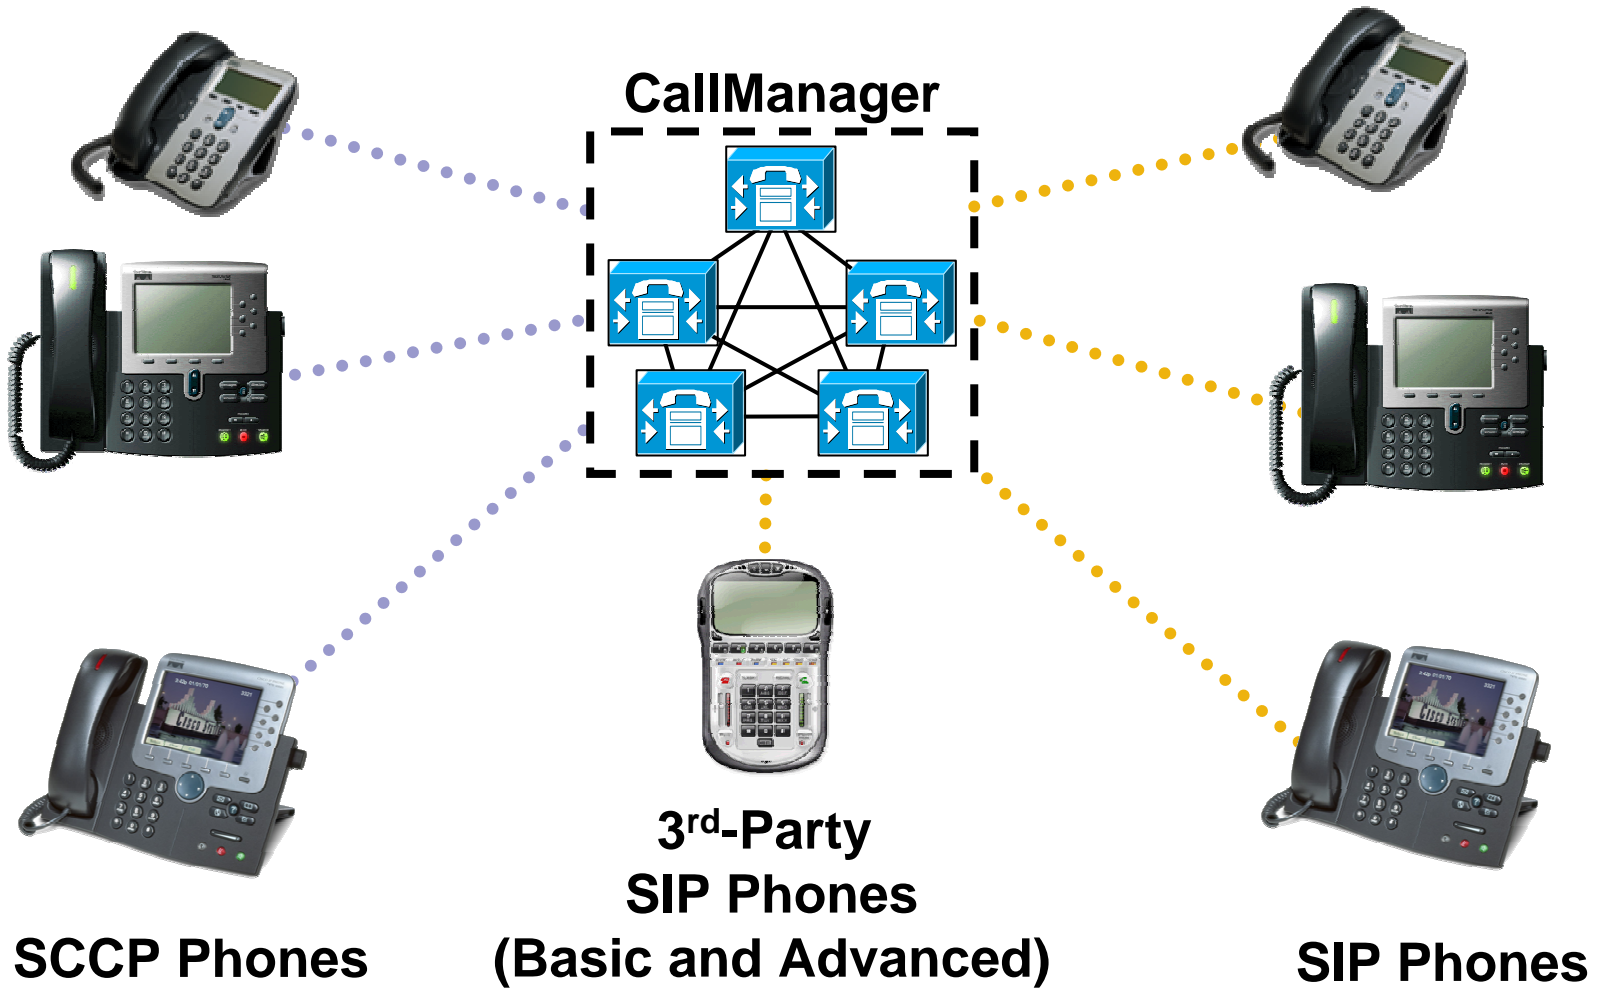 CallManager
3rd-Party
SIP Phones
(Basic and Advanced)
SCCP Phones
SIP Phones